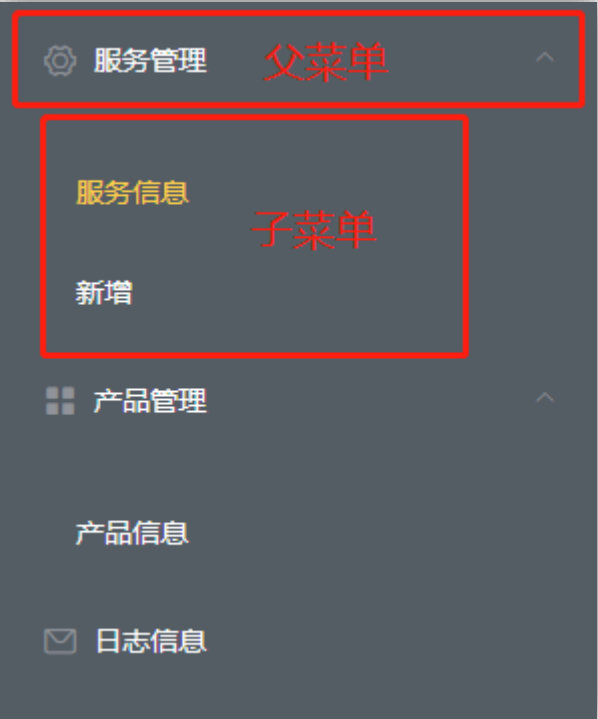 服务管理 父菜单
服务信息
子菜单
新增
产品管理
产品信息
日志信息